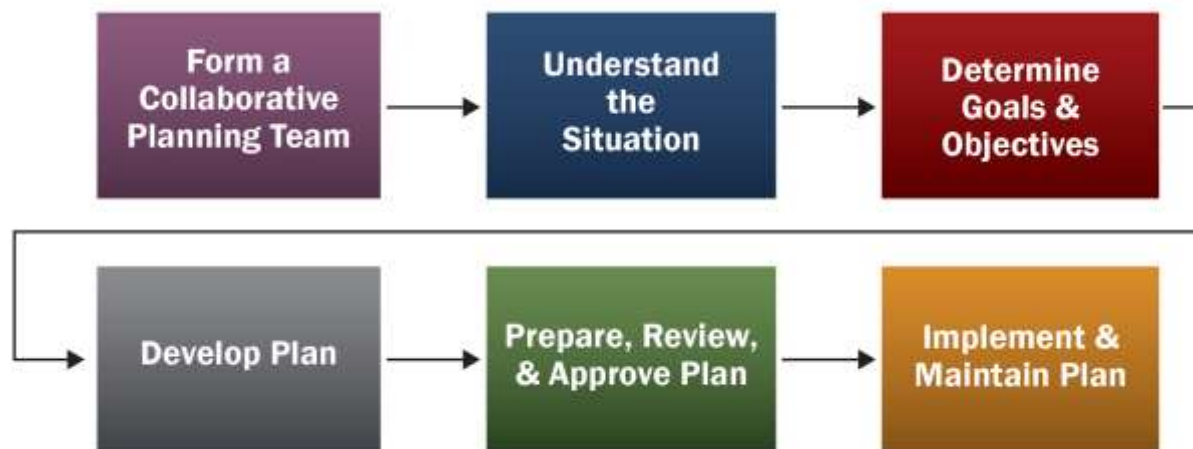 Form a
Collaborative
Planning Team
Understand
the
Situation
Determine
Goals &
Objectives
Develop Plan
Prepare, Review,
& Approve Plan
Implement &
Maintain Plan